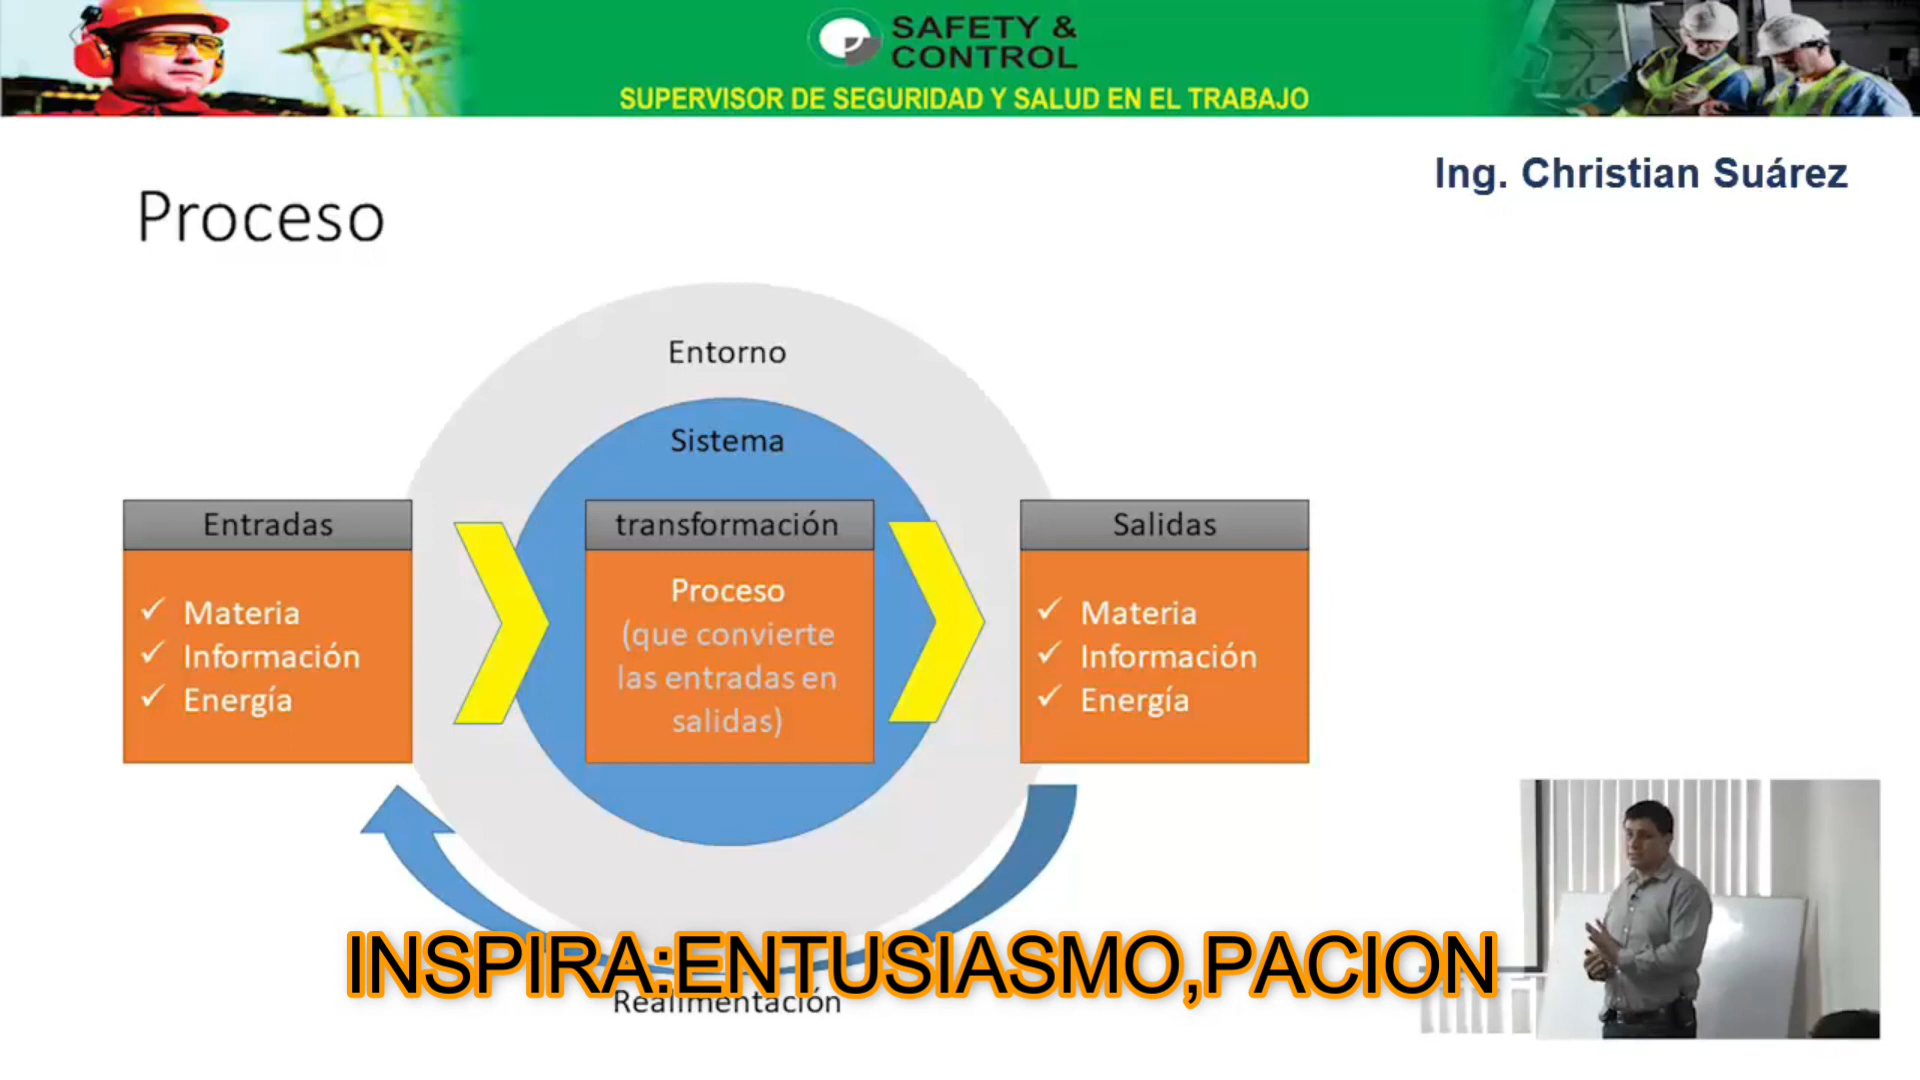 SAFETY &
CONTROL
SUPERVISOR DE SEGURIDAD Y SALUD EN EL TRABAJO
Ing. Christian Suárez
Proceso
Entorno
Sistema
Entradas
Materia
Información
Energía
transformación
Proceso
(que convierte
las entradas en
salidas)
Salidas
Materia
Información
Energía
INSPIRA:ENTUSIASMO,PACION
Realimentación